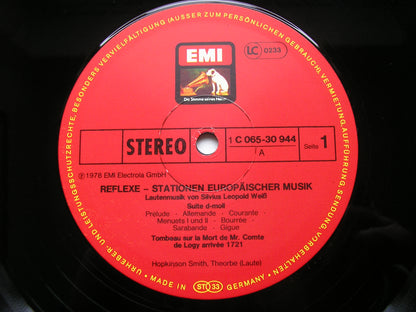 URHEBER- UND LEISTUNGSSCHUTZRECHTE, BESONDERS VERVIELFÄLTIGUNG (AUSSER ZUM PERSÖNLICHEN GEBRAUCH), VERMIETUNG, AUFFÜHRUNG, SENDUNG, VORBEHALTEN
EMI
LC 0233
Die Stimme seines Herrn
STEREO
1 C 065-30 944
A
Seite 1
℗ 1978 EMI Electrola GmbH
REFLEXE – STATIONEN EUROPÄISCHER MUSIK
Lautenmusik von Silvius Leopold Weiß
Suite d-moll
Prelude · Allemande · Courante
Menuets I und II · Bourrée
Sarabande · Gigue
Tombeau sur la Mort de Mr. Comte
de Logy arrivée 1721
Hopkinson Smith, Theorbe (Laute)
MADE IN STEREO 33 GERMANY